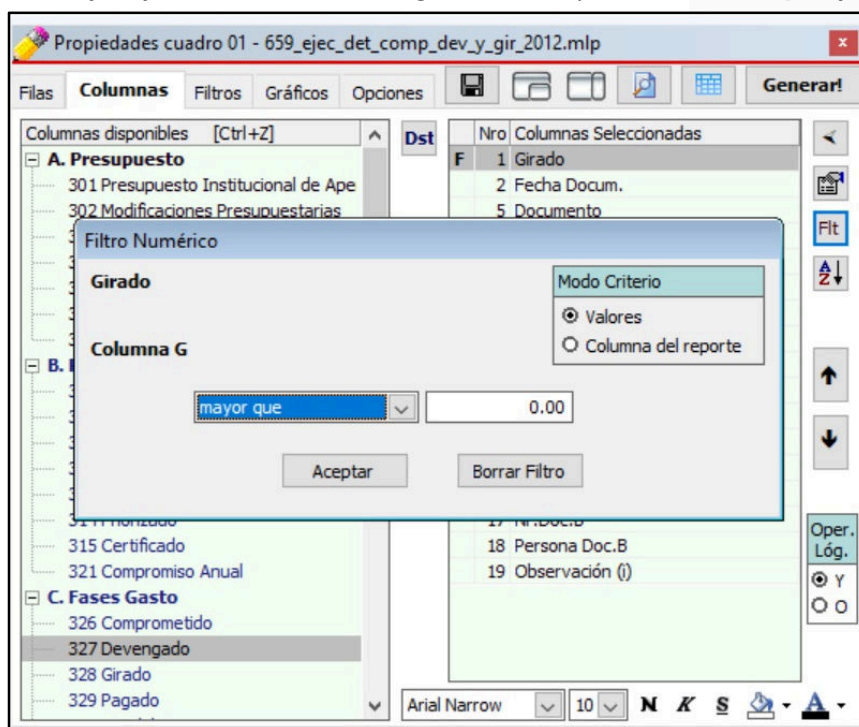 Propiedades cuadro 01 - 659_ejec_det_comp_dev_y_gir_2012.mlp
Filas Columnas Filtros Gráficos Opciones Generar!
Columnas disponibles [Ctrl+Z]
A. Presupuesto
301 Presupuesto Institucional de Ape
302 Modificaciones Presupuestarias
Dst
Nro Columnas Seleccionadas
F 1 Girado
2 Fecha Docum.
5 Documento
Flt
Filtro Numérico
Girado
Modo Criterio
Valores
Columna del reporte
Columna G
mayor que 0.00
Aceptar Borrar Filtro
B.
315 Certificado
321 Compromiso Anual
C. Fases Gasto
326 Comprometido
327 Devengado
328 Girado
329 Pagado
17 Nr.Doc.B
18 Persona Doc.B
19 Observación (i)
Oper.
Lóg.
Y
O
Arial Narrow 10 N K S A